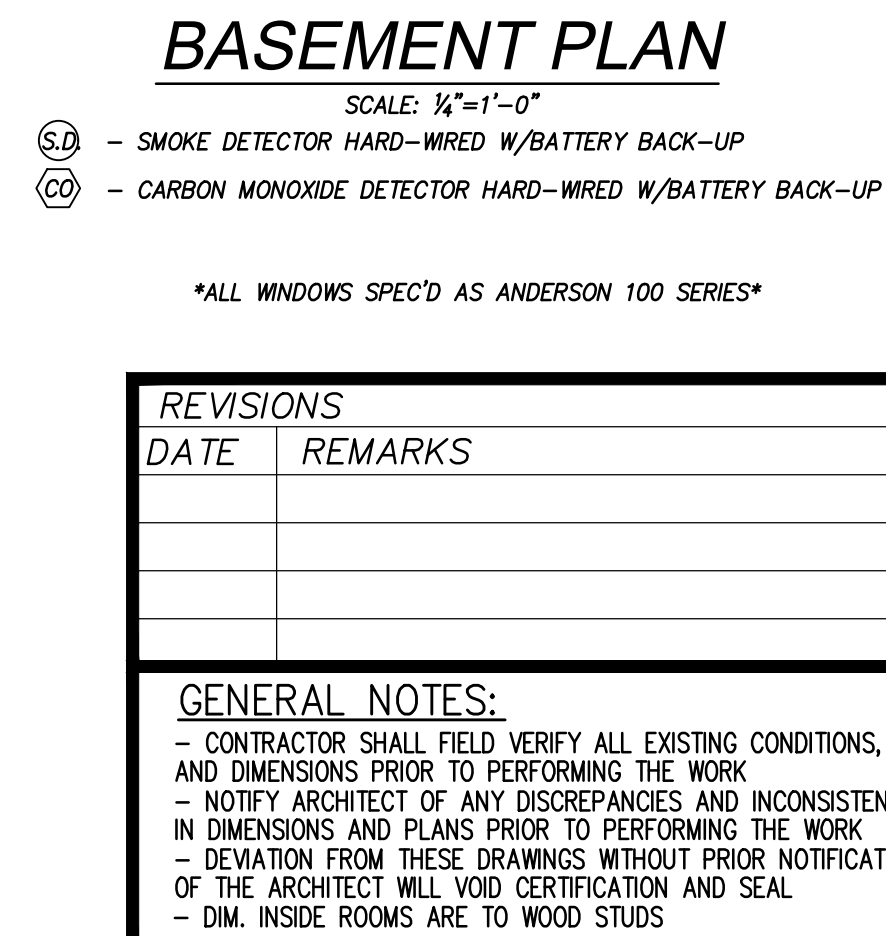 BASEMENT PLAN
SCALE: ¼"=1'-0"
S.D. - SMOKE DETECTOR HARD-WIRED W/BATTERY BACK-UP
CO - CARBON MONOXIDE DETECTOR HARD-WIRED W/BATTERY BACK-UP
*ALL WINDOWS SPEC'D AS ANDERSON 100 SERIES*
REVISIONS
DATE REMARKS
GENERAL NOTES:
- CONTRACTOR SHALL FIELD VERIFY ALL EXISTING CONDITIONS,
AND DIMENSIONS PRIOR TO PERFORMING THE WORK
- NOTIFY ARCHITECT OF ANY DISCREPANCIES AND INCONSISTEN
IN DIMENSIONS AND PLANS PRIOR TO PERFORMING THE WORK
- DEVIATION FROM THESE DRAWINGS WITHOUT PRIOR NOTIFICAT
OF THE ARCHITECT WILL VOID CERTIFICATION AND SEAL
- DIM. INSIDE ROOMS ARE TO WOOD STUDS